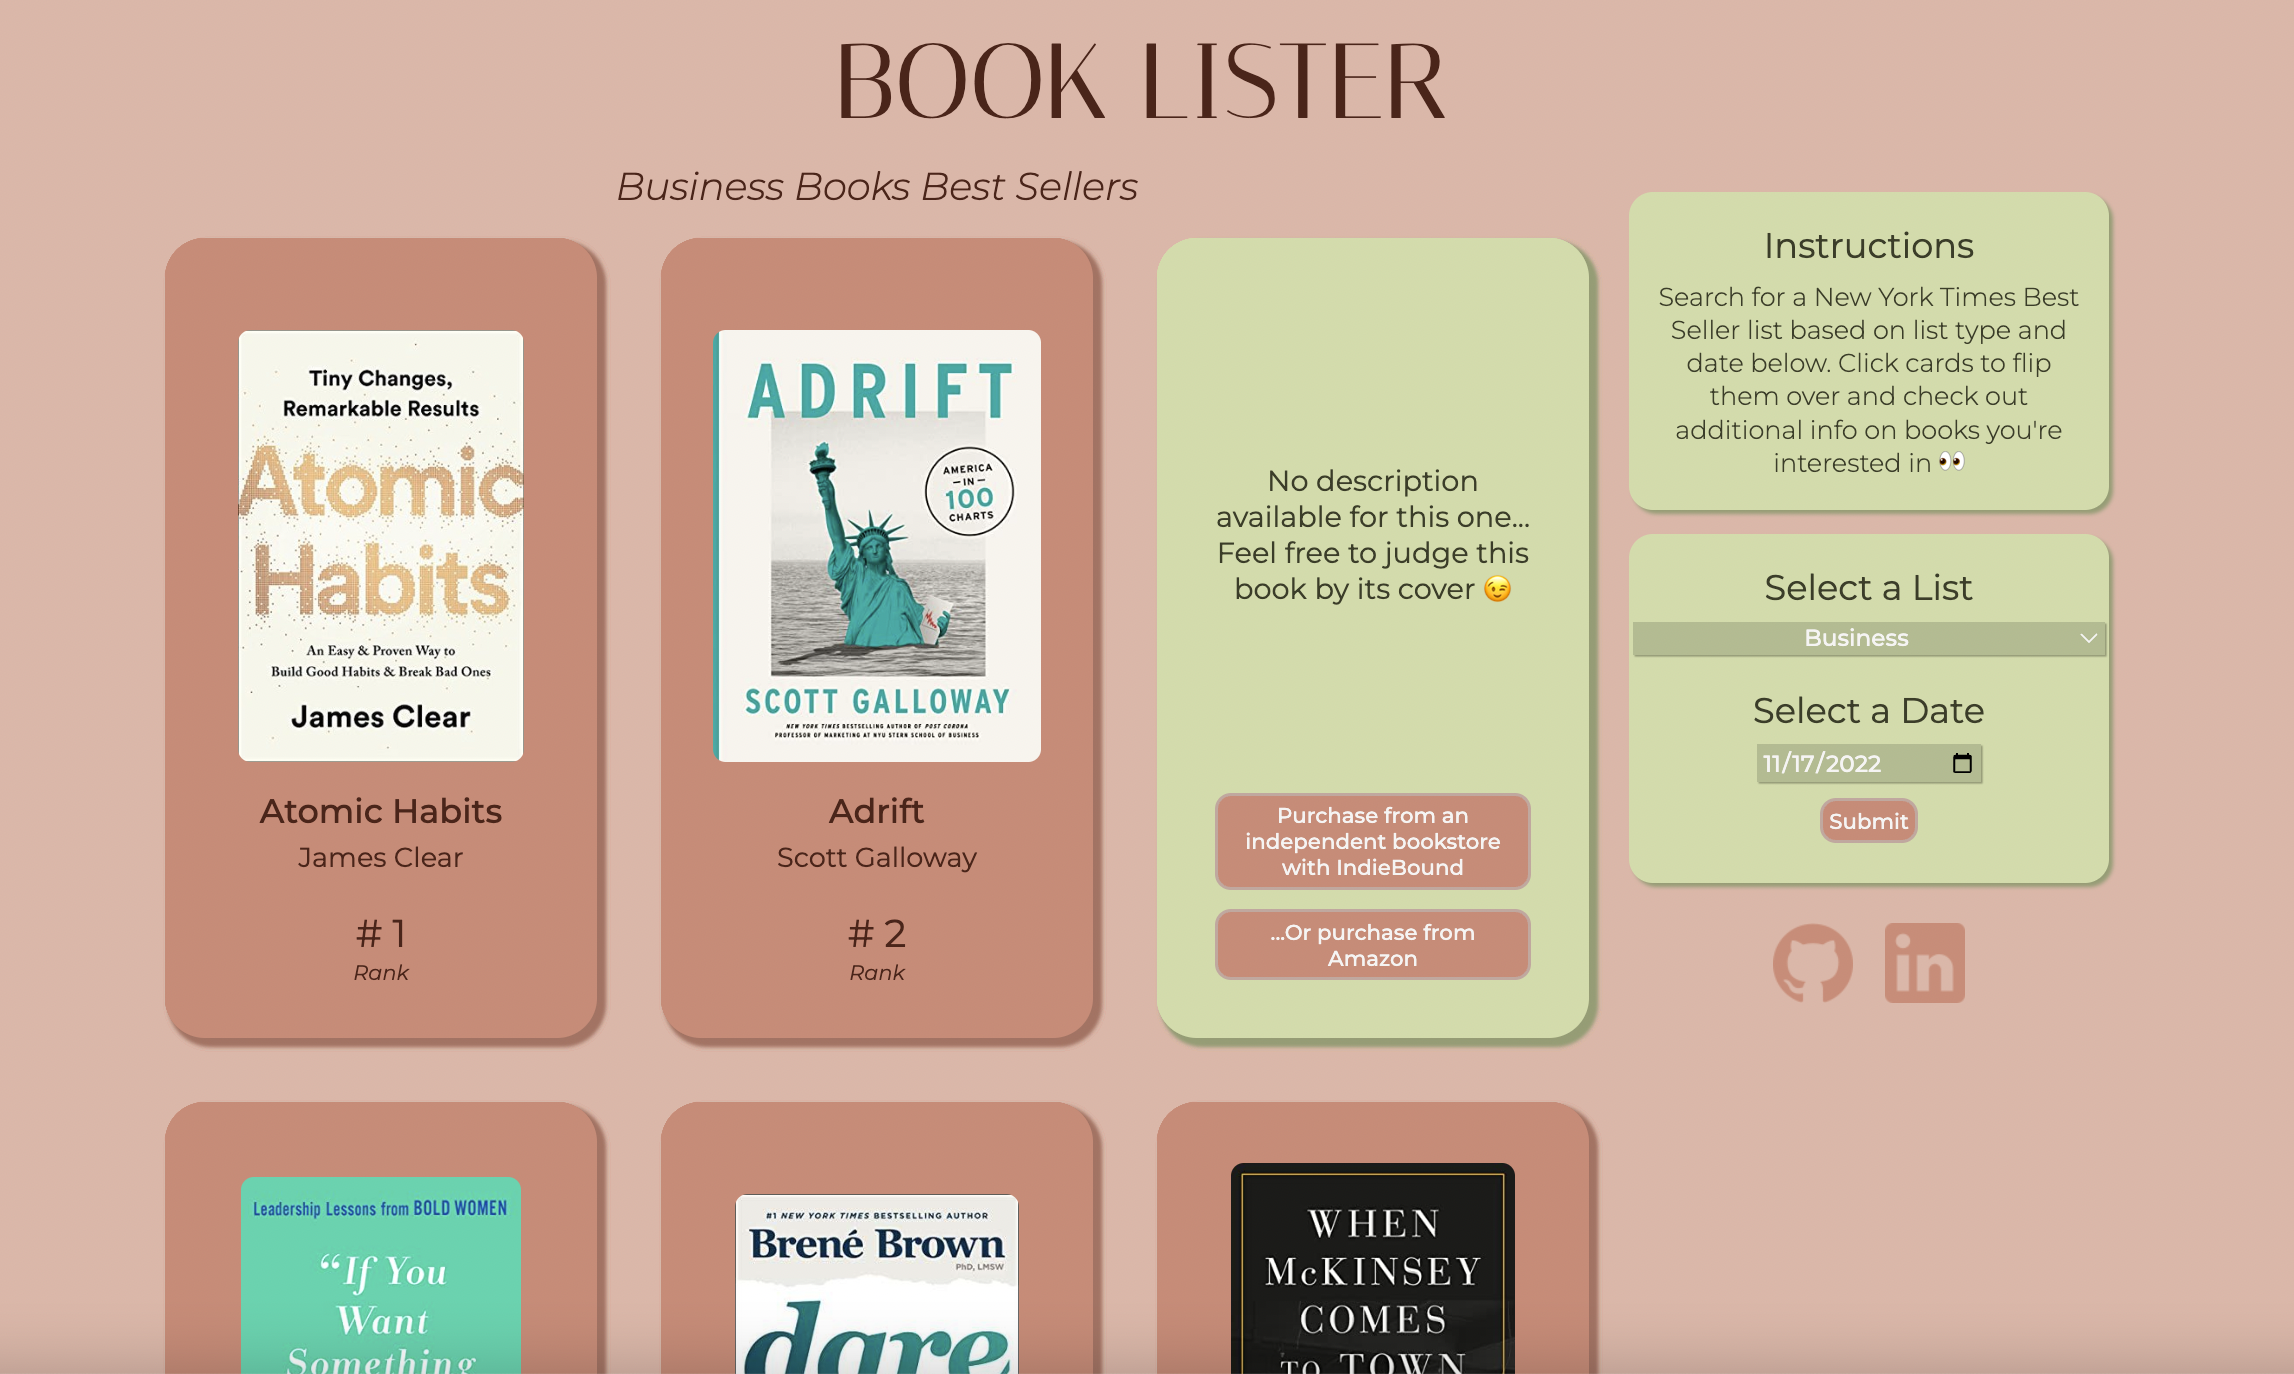 BOOK LISTER
Business Books Best Sellers
Tiny Changes,
Remarkable Results
Atomic
Habits
An Easy & Proven Way to
Build Good Habits & Break Bad Ones
James Clear
Atomic Habits
James Clear
# 1
Rank
ADRIFT
AMERICA
–IN–
100
CHARTS
SCOTT GALLOWAY
NEW YORK TIMES BESTSELLING AUTHOR OF POST CORONA
PROFESSOR OF MARKETING AT NYU STERN SCHOOL OF BUSINESS
Adrift
Scott Galloway
# 2
Rank
No description
available for this one...
Feel free to judge this
book by its cover 😉
Purchase from an
independent bookstore
with IndieBound
...Or purchase from
Amazon
Instructions
Search for a New York Times Best
Seller list based on list type and
date below. Click cards to flip
them over and check out
additional info on books you're
interested in 👀
Select a List
Business
Select a Date
11/17/2022
Submit
in
Leadership Lessons from BOLD WOMEN
“If You
Want
Something
#1 NEW YORK TIMES BESTSELLING AUTHOR
Brené Brown
PhD, LMSW
dare
WHEN
McKINSEY
COMES
TO TOWN